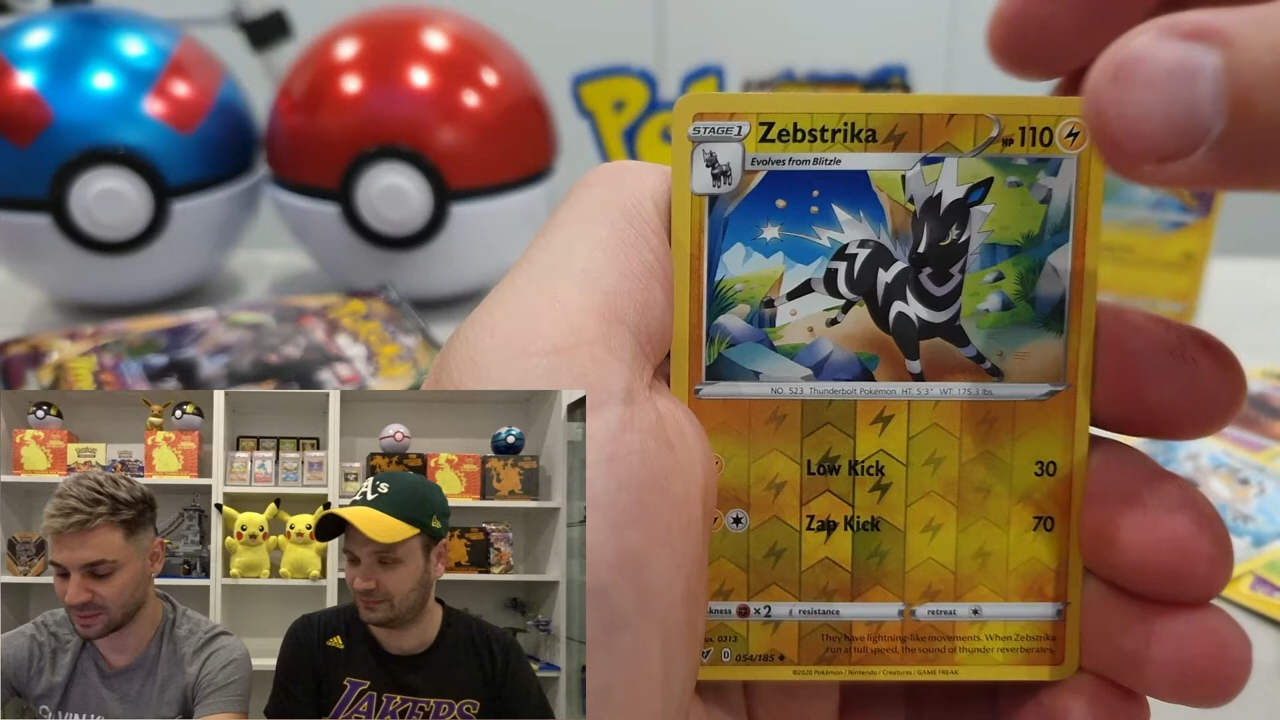 STAGE 1
Zebstrika
HP 110
Evolves from Blitzle
NO. 523 Thunderbolt Pokémon HT: 5'3" WT: 175.3 lbs.
Low Kick 30
Zap Kick 70
kness ×2 resistance retreat
They have lightning-like movements. When Zebstrika
run at full speed, the sound of thunder reverberates.
D 054/185
©2020 Pokémon / Nintendo / Creatures / GAME FREAK
A's
LAKERS